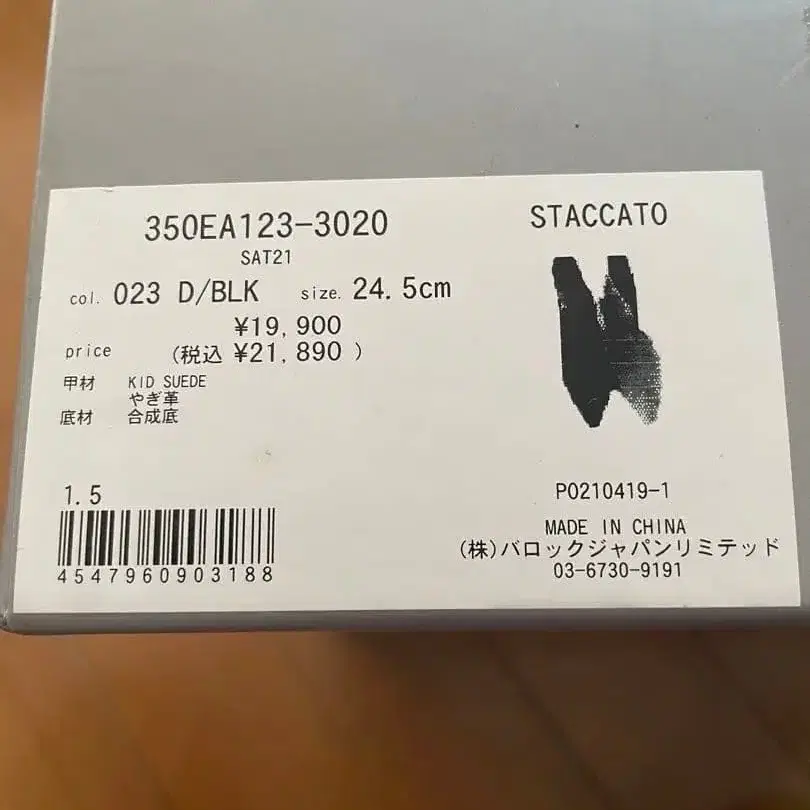 350EA123-3020
SAT21
col. 023 D/BLK size. 24.5cm
¥19,900
price (税込 ¥21,890 )
甲材 KID SUEDE
やぎ革
底材 合成底
1.5
4547960903188
STACCATO
PO210419-1
MADE IN CHINA
(株)バロックジャパンリミテッド
03-6730-9191